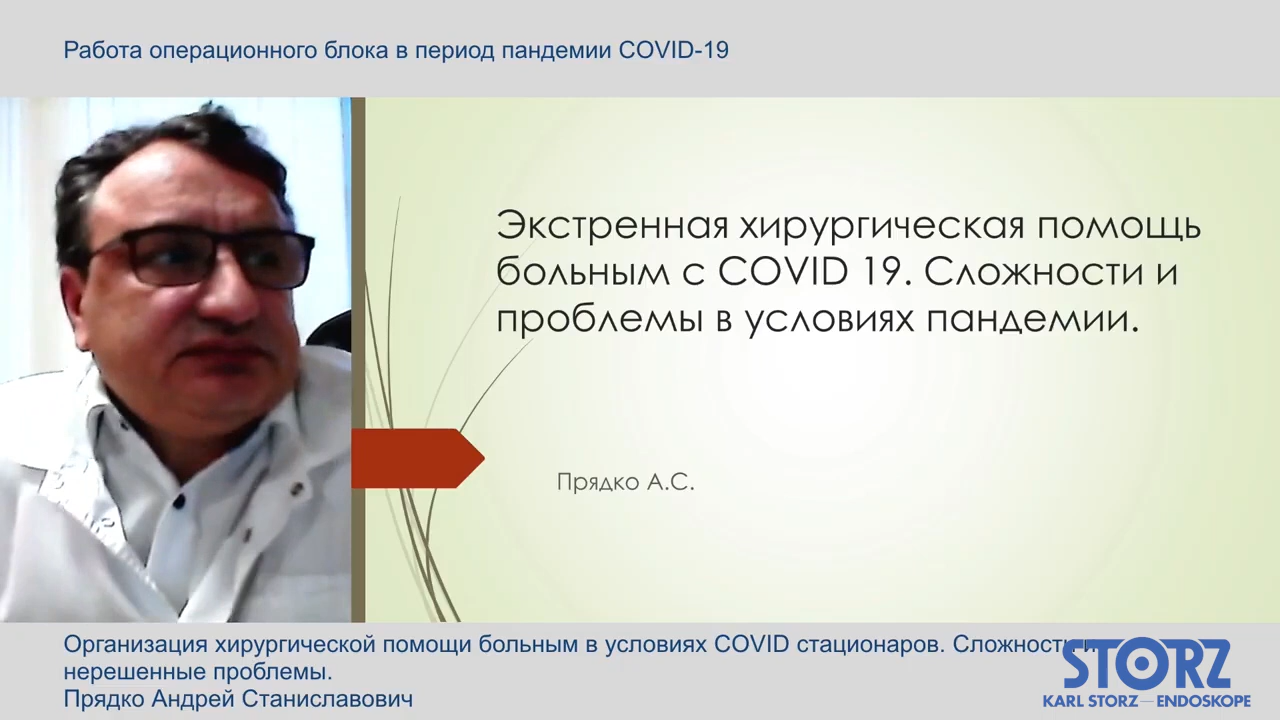 Работа операционного блока в период пандемии COVID-19
Экстренная хирургическая помощь
больным с COVID 19. Сложности и
проблемы в условиях пандемии.
Прядко А.С.
Организация хирургической помощи больным в условиях COVID стационаров. Сложности и
нерешенные проблемы.
Прядко Андрей Станиславович
STORZ
KARL STORZ — ENDOSKOPE